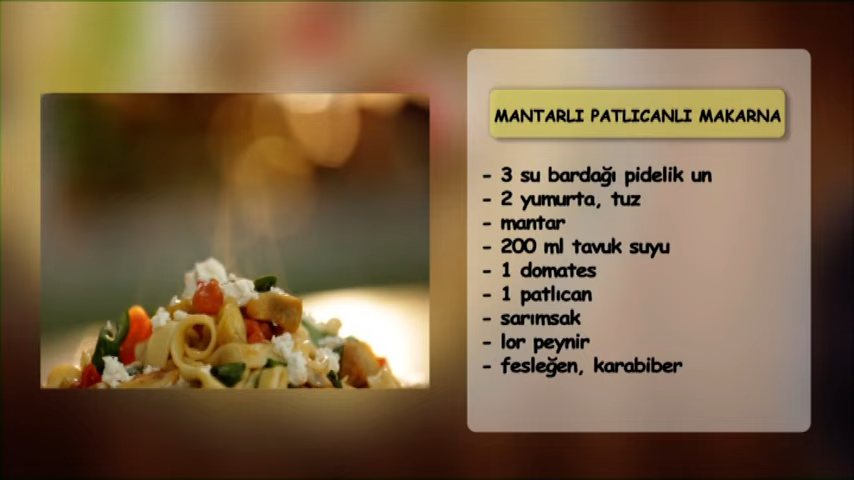 MANTARLI PATLICANLI MAKARNA
- 3 su bardağı pidelik un
- 2 yumurta, tuz
- mantar
- 200 ml tavuk suyu
- 1 domates
- 1 patlıcan
- sarımsak
- lor peynir
- fesleğen, karabiber